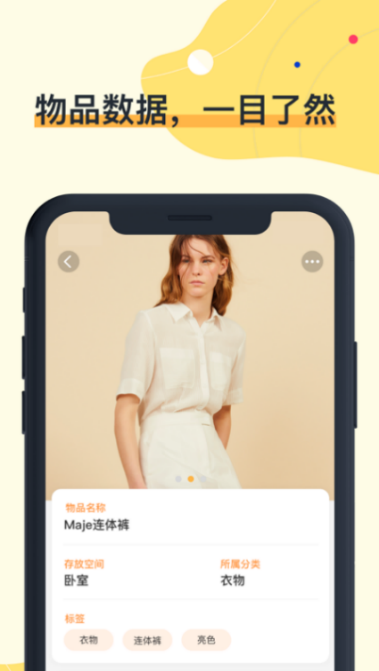 物品数据，一目了然
物品名称
Maje连体裤
存放空间 所属分类
卧室 衣物
标签
衣物 连体裤 亮色